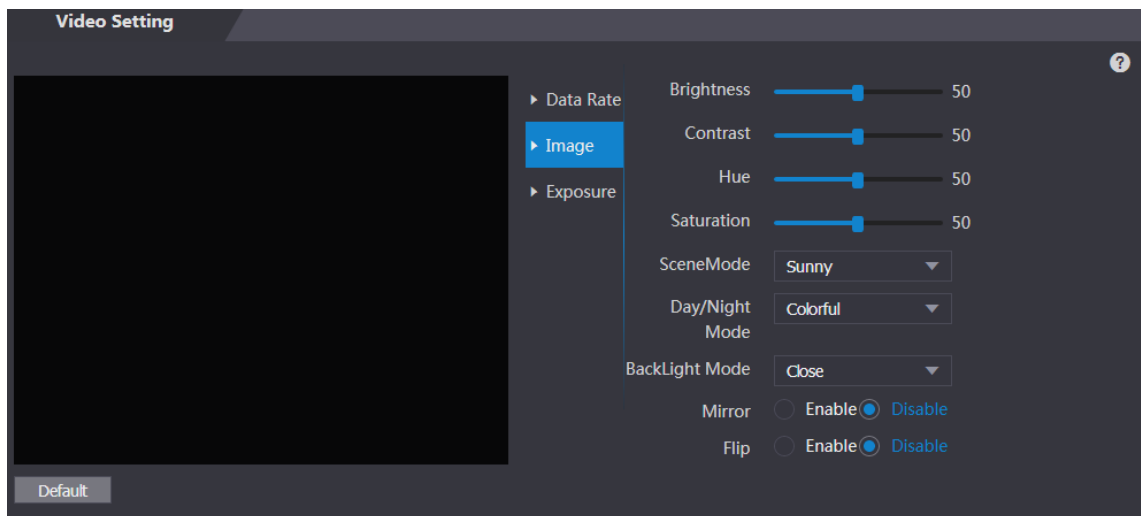 Video Setting
?
Data Rate
Image
Exposure
Brightness 50
Contrast 50
Hue 50
Saturation 50
SceneMode Sunny
Day/Night Mode Colorful
BackLight Mode Close
Mirror Enable Disable
Flip Enable Disable
Default